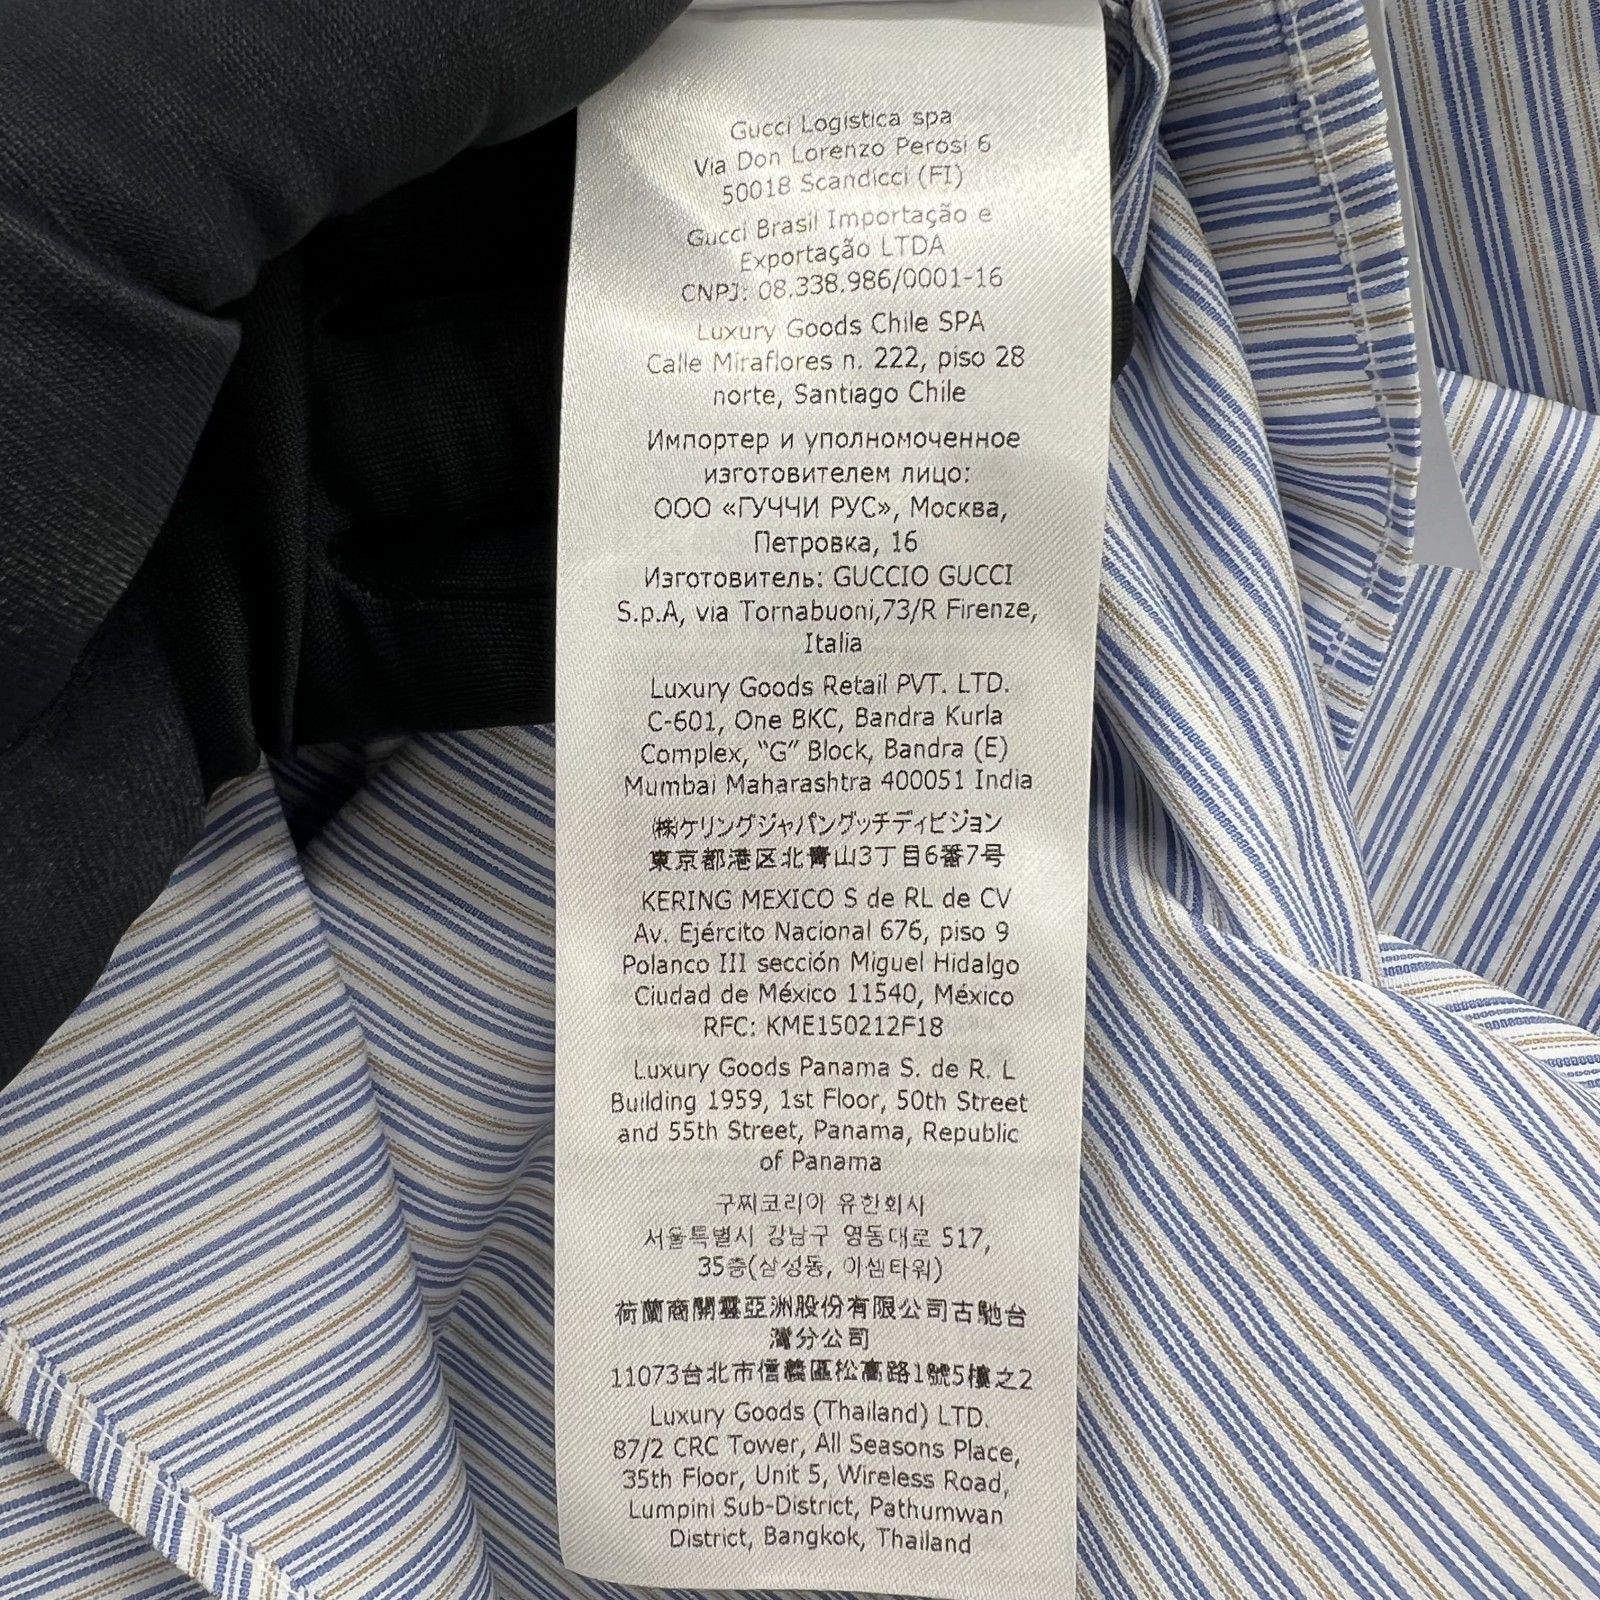 Gucci Logistica spa
Via Don Lorenzo Perosi 6
50018 Scandicci (FI)
Gucci Brasil Importação e
Exportação LTDA
CNPJ: 08.338.986/0001-16
Luxury Goods Chile SPA
Calle Miraflores n. 222, piso 28
norte, Santiago Chile
Импортер и уполномоченное
изготовителем лицо:
ООО «ГУЧЧИ РУС», Москва,
Петровка, 16
Изготовитель: GUCCIO GUCCI
S.p.A, via Tornabuoni,73/R Firenze,
Italia
Luxury Goods Retail PVT. LTD.
C-601, One BKC, Bandra Kurla
Complex, "G" Block, Bandra (E)
Mumbai Maharashtra 400051 India
㈱ケリングジャパングッチディビジョン
東京都港区北青山3丁目6番7号
KERING MEXICO S de RL de CV
Av. Ejército Nacional 676, piso 9
Polanco III sección Miguel Hidalgo
Ciudad de México 11540, México
RFC: KME150212F18
Luxury Goods Panama S. de R. L
Building 1959, 1st Floor, 50th Street
and 55th Street, Panama, Republic
of Panama
구찌코리아 유한회사
서울특별시 강남구 영동대로 517,
35층(삼성동, 아셈타워)
荷蘭商開雲亞洲股份有限公司古馳台
灣分公司
11073台北市信義區松高路1號5樓之2
Luxury Goods (Thailand) LTD.
87/2 CRC Tower, All Seasons Place,
35th Floor, Unit 5, Wireless Road,
Lumpini Sub-District, Pathumwan
District, Bangkok, Thailand